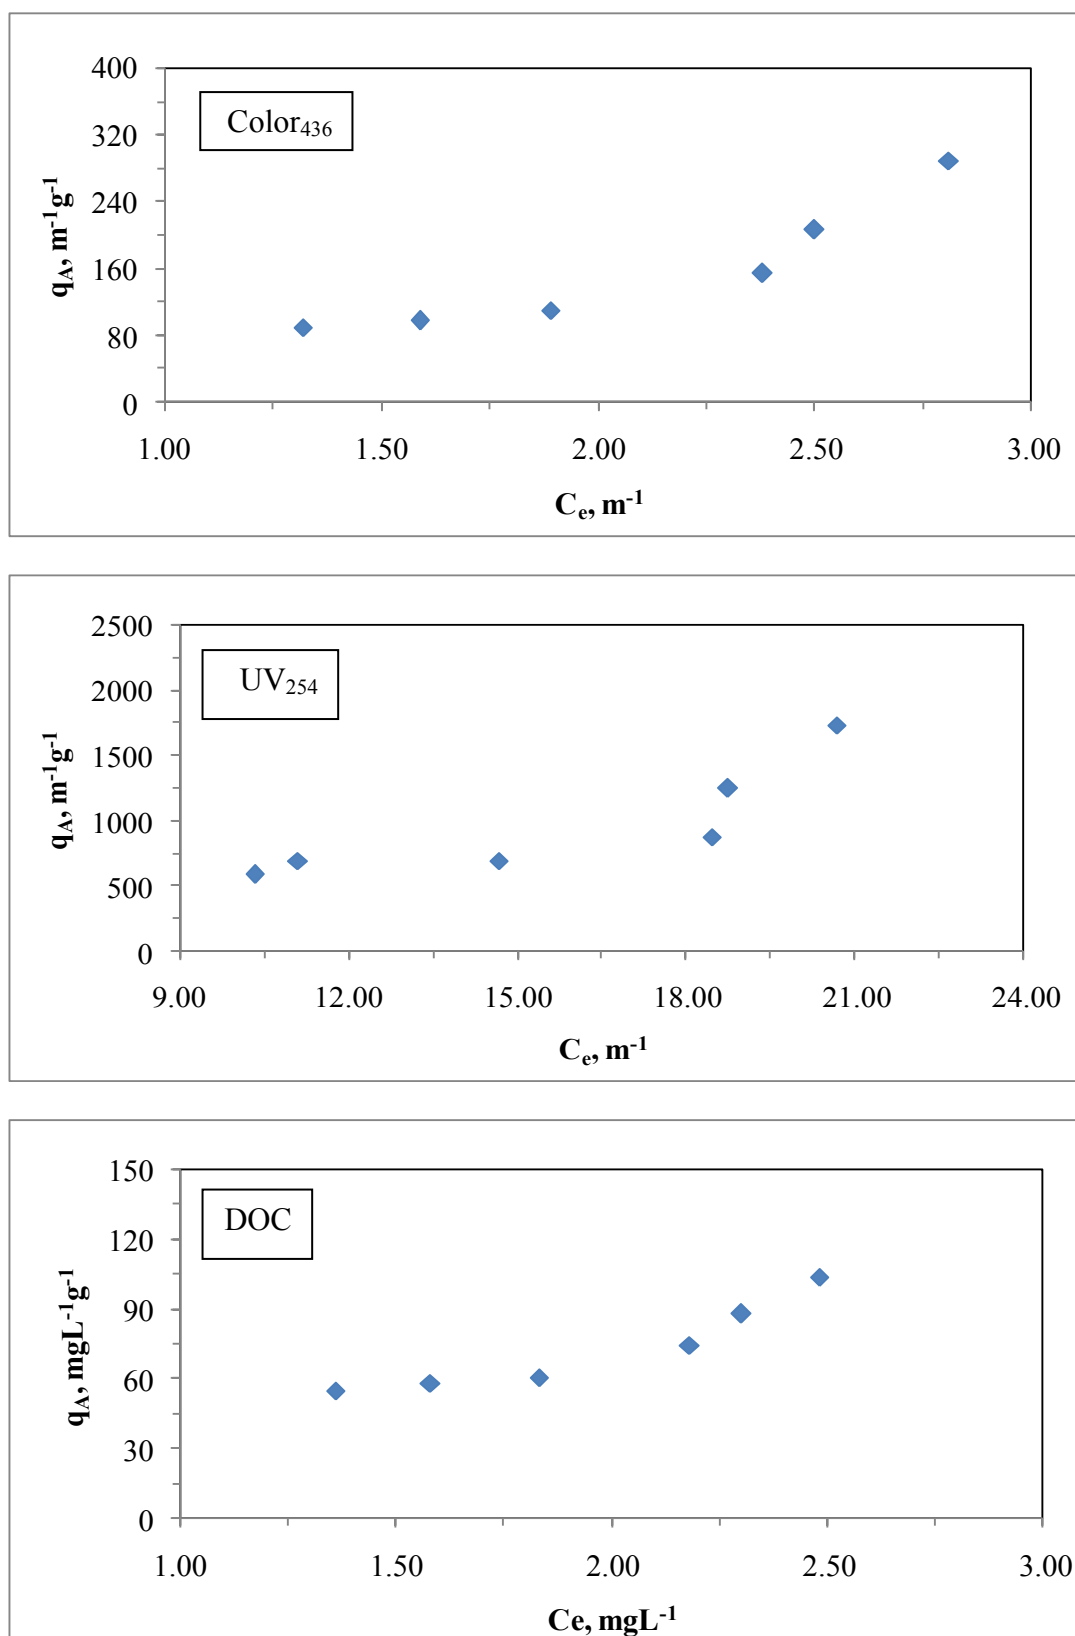 400
Color₄₃₆
320
240
160
80
0
qA, m⁻¹g⁻¹
1.00 1.50 2.00 2.50 3.00
Cₑ, m⁻¹
2500
UV₂₅₄
2000
1500
1000
500
0
qA, m⁻¹g⁻¹
9.00 12.00 15.00 18.00 21.00 24.00
Cₑ, m⁻¹
150
DOC
120
90
60
30
0
qA, mgL⁻¹g⁻¹
1.00 1.50 2.00 2.50 3.00
Ce, mgL⁻¹